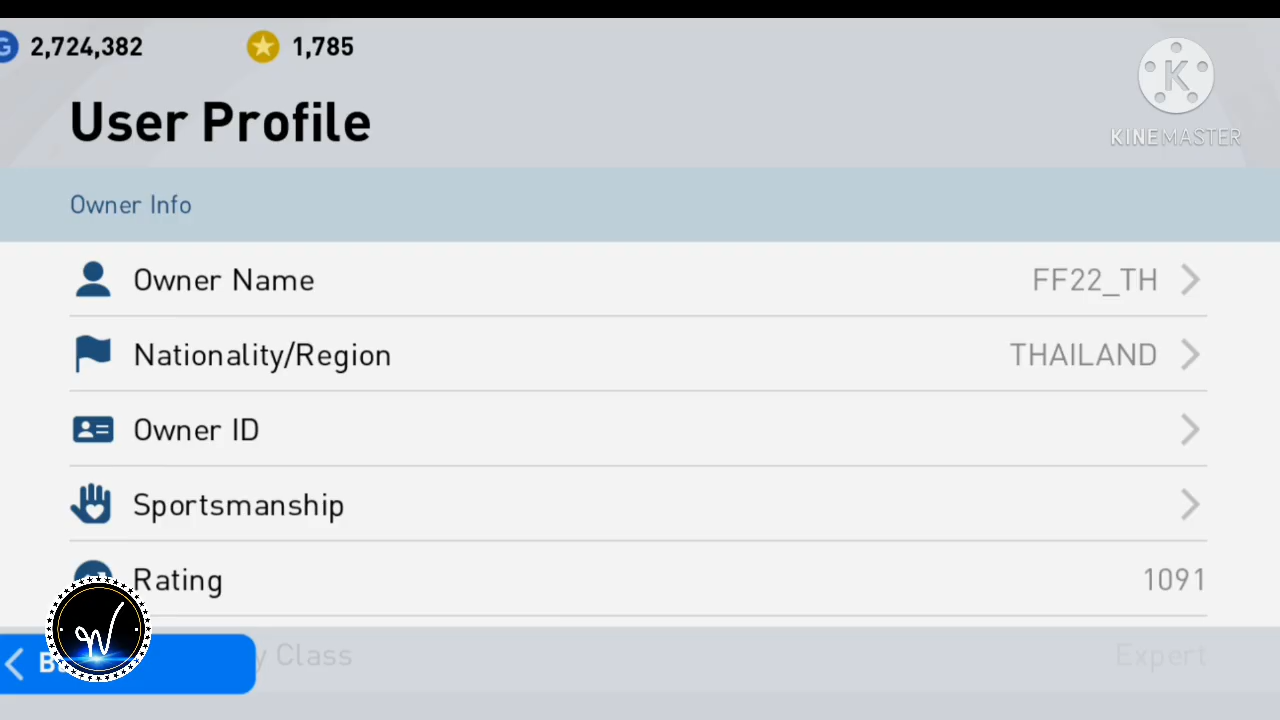 G 2,724,382 1,785
User Profile
K
KINEMASTER
Owner Info
Owner Name FF22_TH
Nationality/Region THAILAND
Owner ID
Sportsmanship
Rating 1091
Class Expert
W